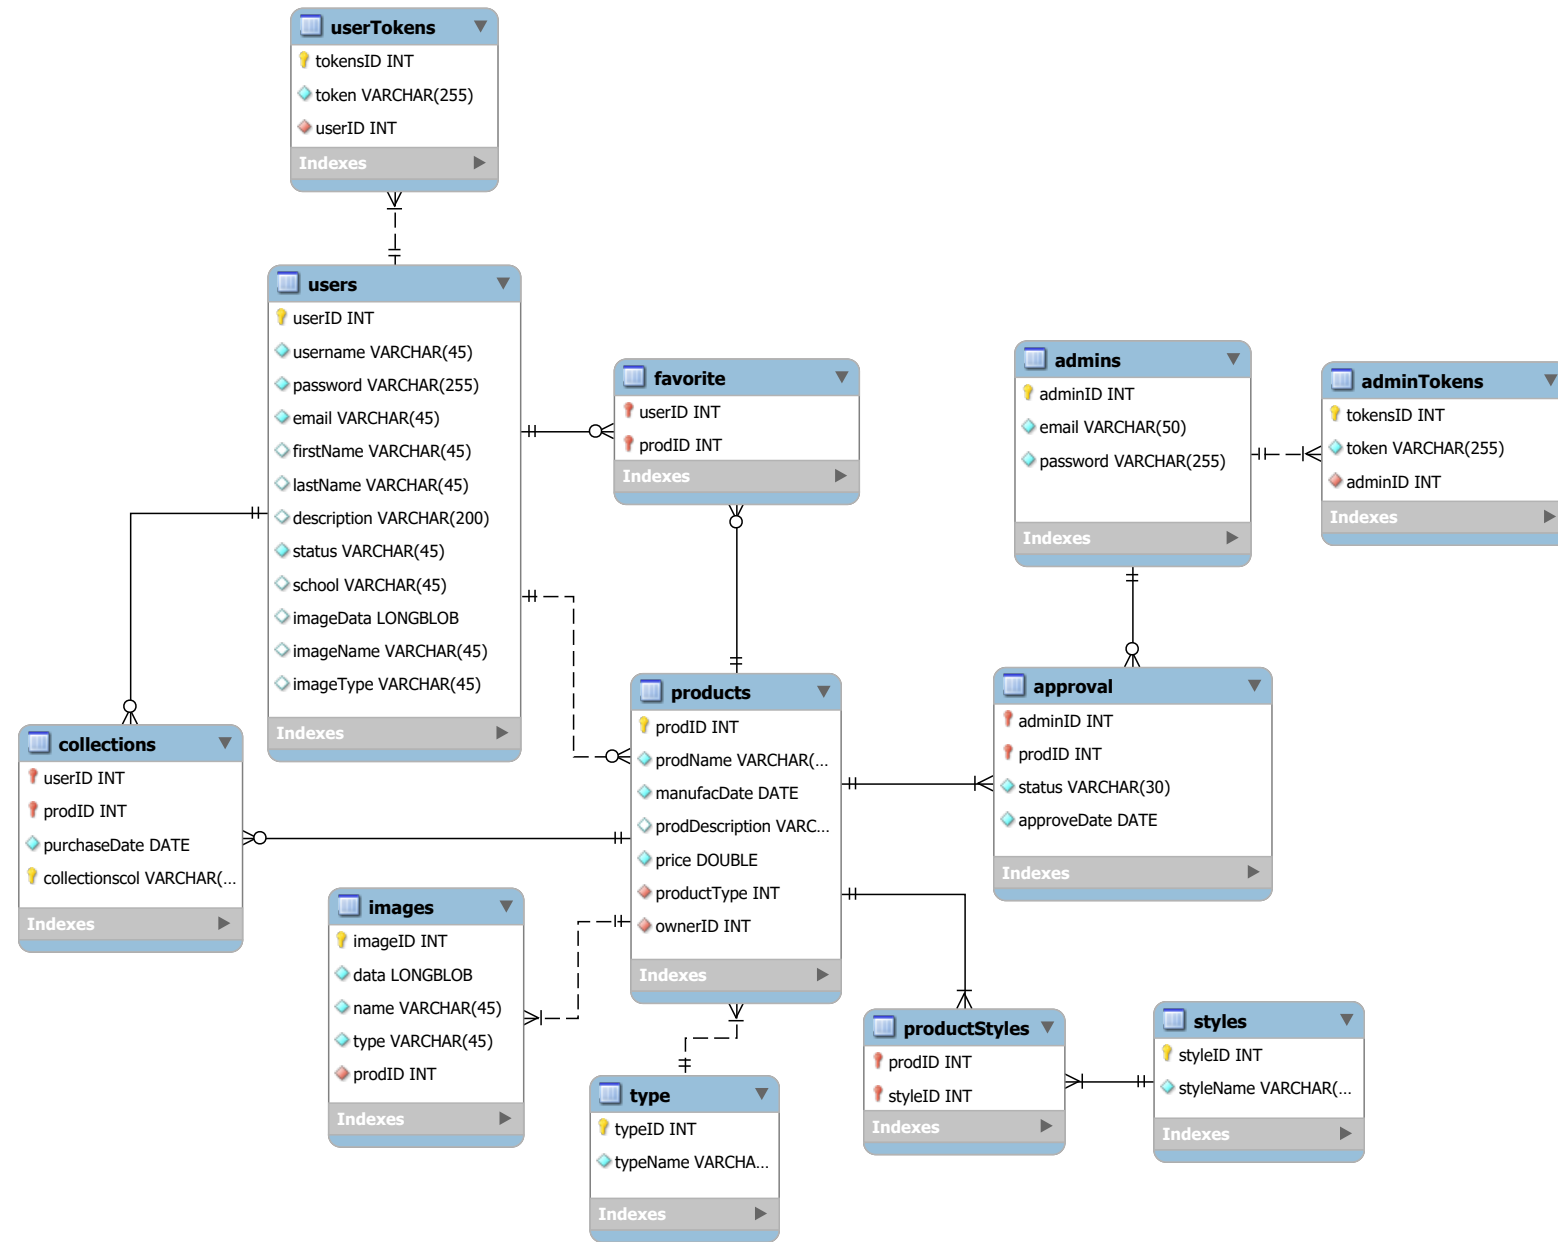 userTokens
tokensID INT
token VARCHAR(255)
userID INT
Indexes
users
userID INT
username VARCHAR(45)
password VARCHAR(255)
email VARCHAR(45)
firstName VARCHAR(45)
lastName VARCHAR(45)
description VARCHAR(200)
status VARCHAR(45)
school VARCHAR(45)
imageData LONGBLOB
imageName VARCHAR(45)
imageType VARCHAR(45)
Indexes
favorite
userID INT
prodID INT
Indexes
admins
adminID INT
email VARCHAR(50)
password VARCHAR(255)
Indexes
adminTokens
tokensID INT
token VARCHAR(255)
adminID INT
Indexes
collections
userID INT
prodID INT
purchaseDate DATE
collectionscol VARCHAR(...
Indexes
products
prodID INT
prodName VARCHAR(...
manufacDate DATE
prodDescription VARC...
price DOUBLE
productType INT
ownerID INT
Indexes
approval
adminID INT
prodID INT
status VARCHAR(30)
approveDate DATE
Indexes
images
imageID INT
data LONGBLOB
name VARCHAR(45)
type VARCHAR(45)
prodID INT
Indexes
type
typeID INT
typeName VARCHA...
Indexes
productStyles
prodID INT
styleID INT
Indexes
styles
styleID INT
styleName VARCHAR(...
Indexes